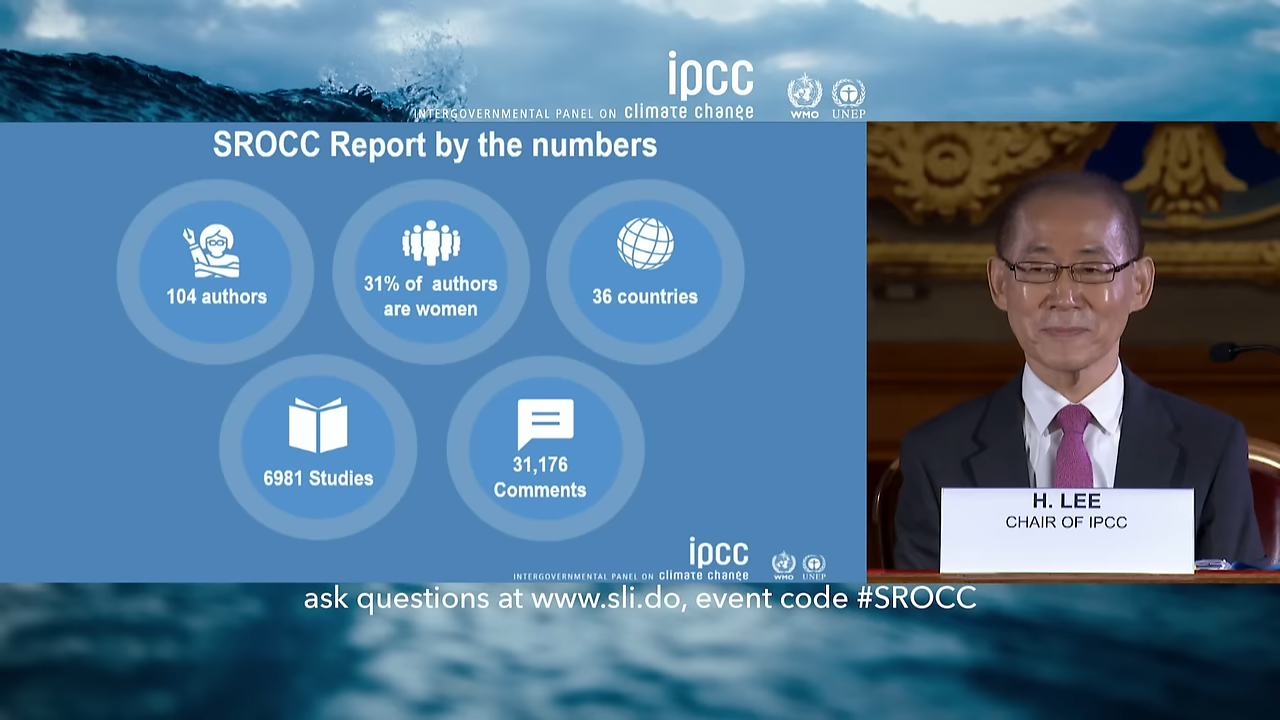 ipcc
INTERGOVERNMENTAL PANEL ON climate change
WMO
UNEP
SROCC Report by the numbers
104 authors
31% of authors
are women
36 countries
6981 Studies
31,176
Comments
ipcc
INTERGOVERNMENTAL PANEL ON climate change
WMO
UNEP
H. LEE
CHAIR OF IPCC
ask questions at www.sli.do, event code #SROCC